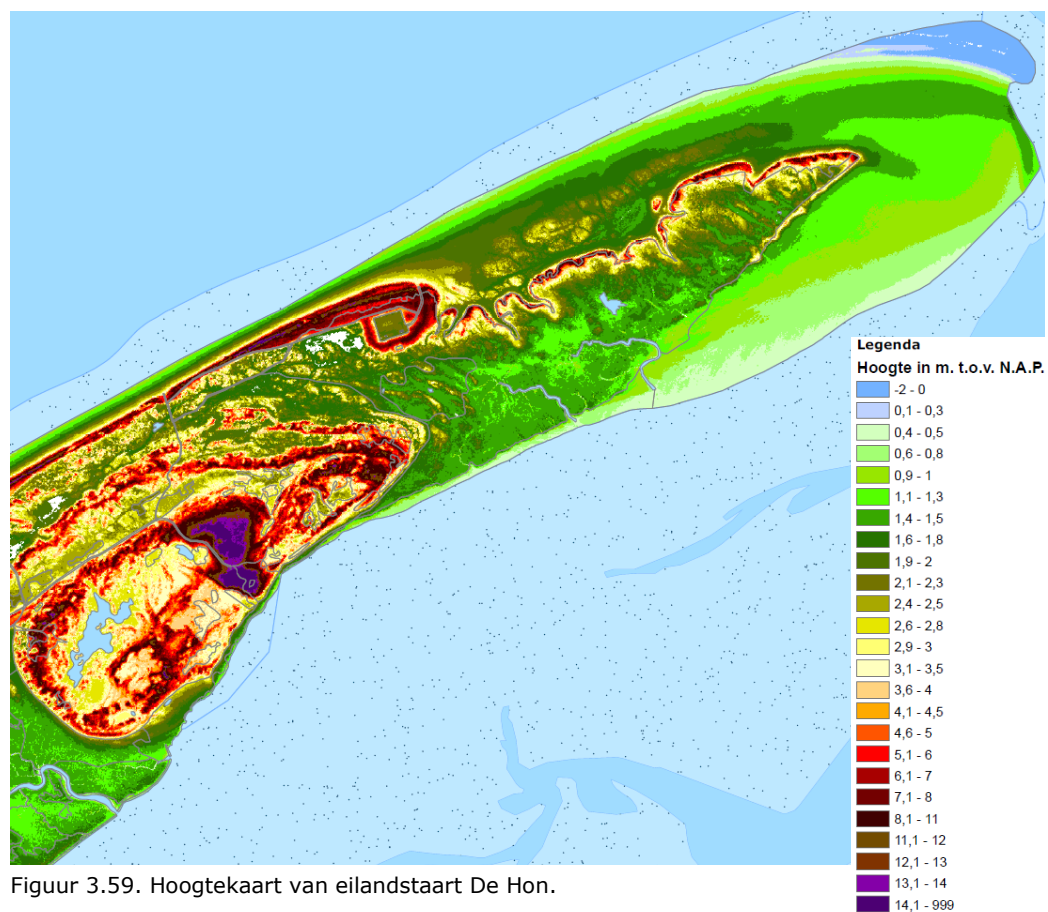 Legenda
Hoogte in m. t.o.v. N.A.P.
-2 - 0
0,1 - 0,3
0,4 - 0,5
0,6 - 0,8
0,9 - 1
1,1 - 1,3
1,4 - 1,5
1,6 - 1,8
1,9 - 2
2,1 - 2,3
2,4 - 2,5
2,6 - 2,8
2,9 - 3
3,1 - 3,5
3,6 - 4
4,1 - 4,5
4,6 - 5
5,1 - 6
6,1 - 7
7,1 - 8
8,1 - 11
11,1 - 12
12,1 - 13
13,1 - 14
14,1 - 999
Figuur 3.59. Hoogtekaart van eilandstaart De Hon.